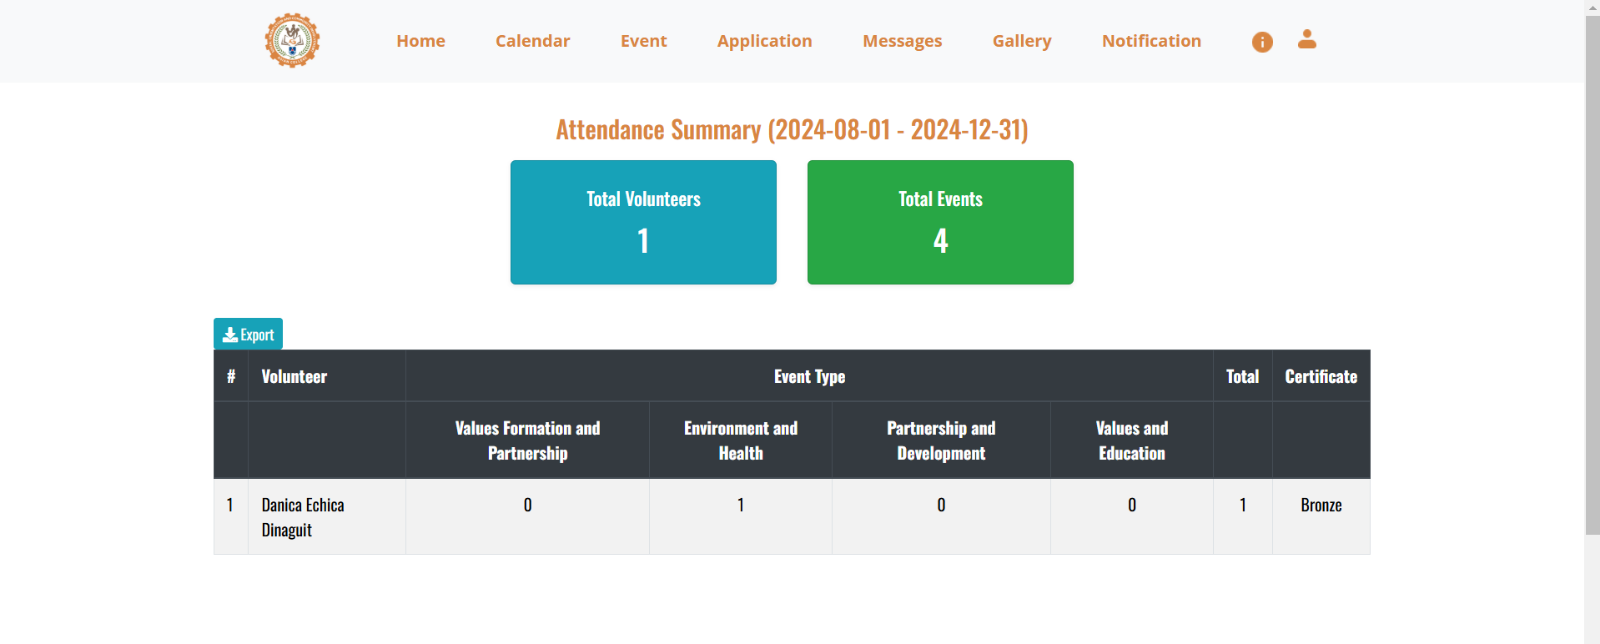 Home Calendar Event Application Messages Gallery Notification
Attendance Summary (2024-08-01 - 2024-12-31)
Total Volunteers
1
Total Events
4
Export
# Volunteer Event Type Total Certificate
Values Formation and
Partnership
Environment and
Health
Partnership and
Development
Values and
Education
1 Danica Echica
Dinaguit
0 1 0 0 1 Bronze